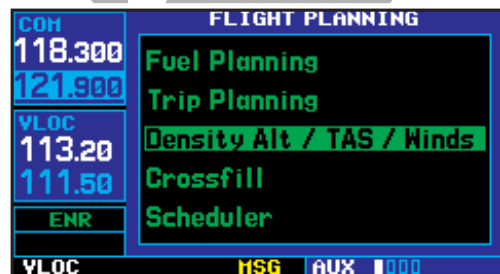 COM
118.300
121.900
VLOC
113.20
111.50
ENR
FLIGHT PLANNING
Fuel Planning
Trip Planning
Density Alt / TAS / Winds
Crossfill
Scheduler
VLOC MSG AUX